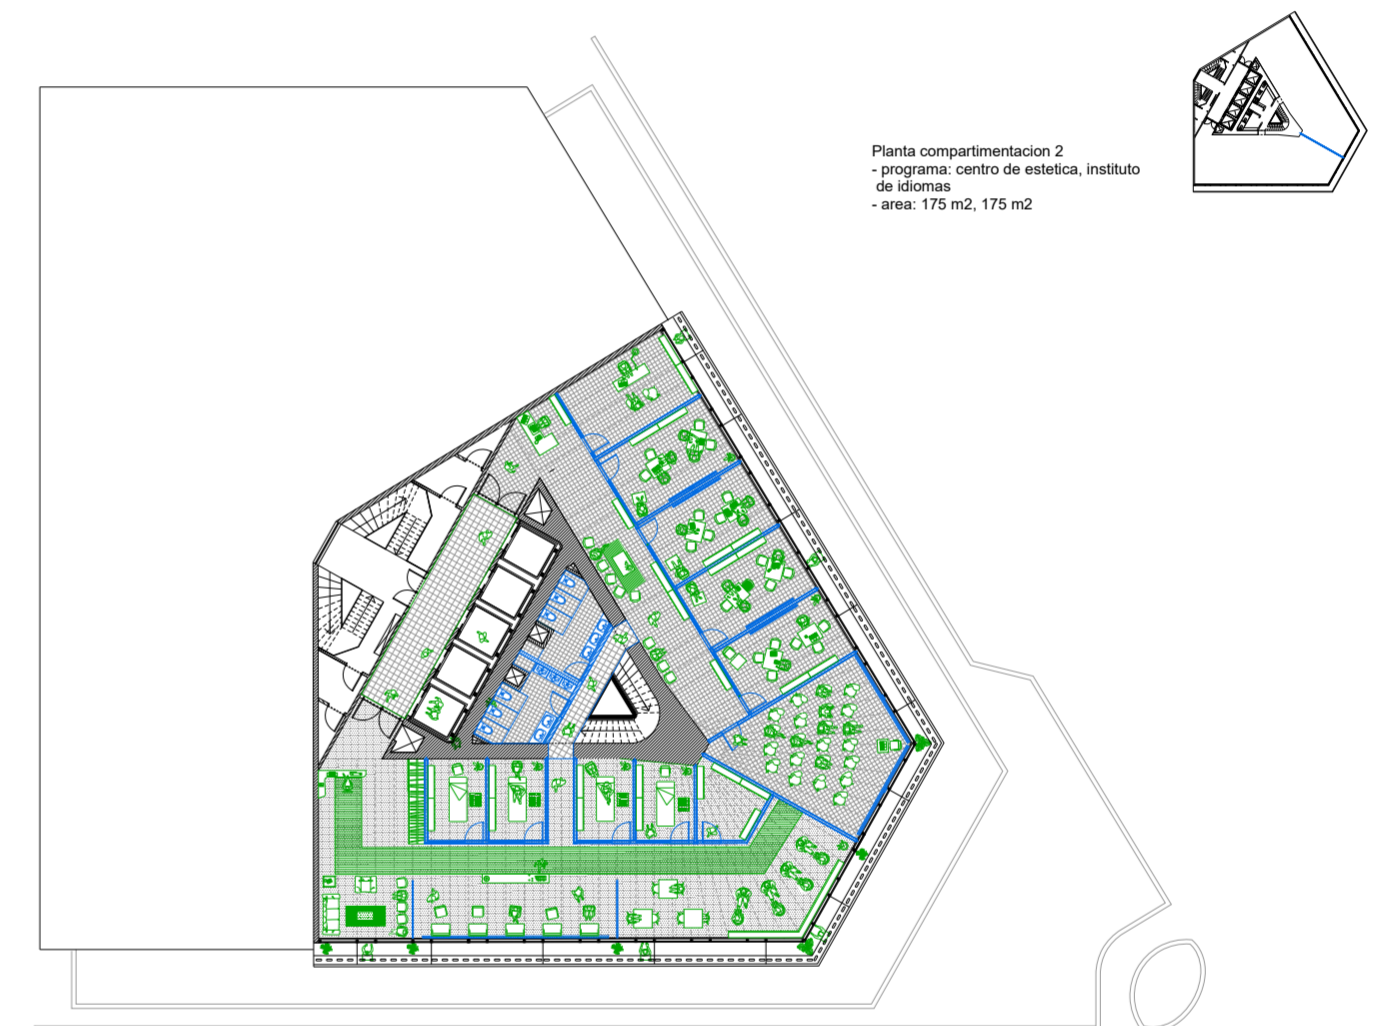 Planta compartimentacion 2
- programa: centro de estetica, instituto
de idiomas
- area: 175 m2, 175 m2